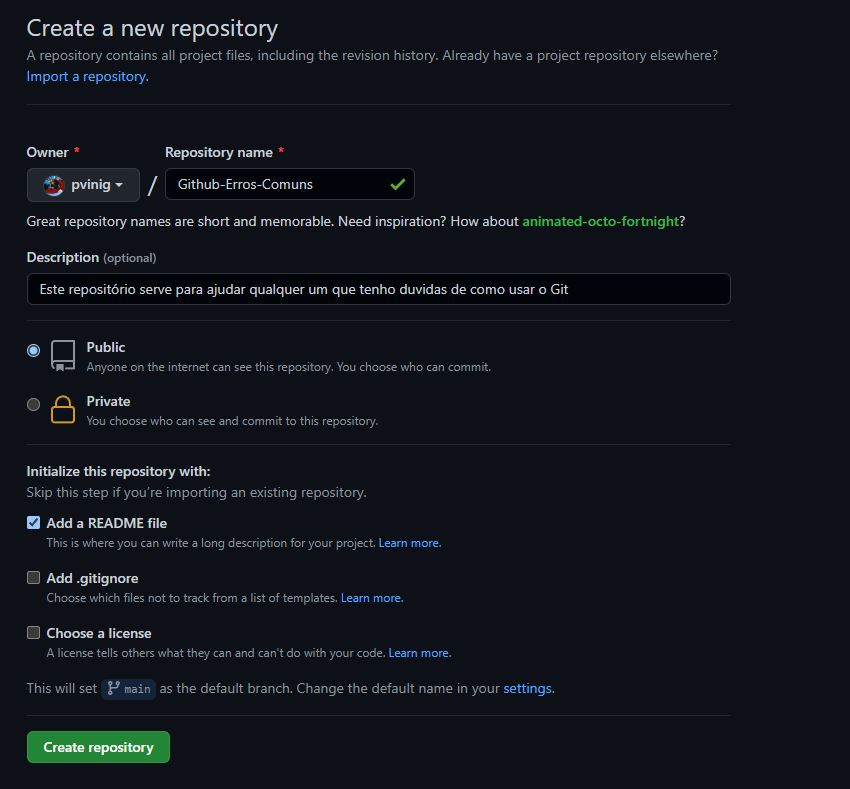 Create a new repository
A repository contains all project files, including the revision history. Already have a project repository elsewhere?
Import a repository.
Owner * Repository name *
pvinig / Github-Erros-Comuns
Great repository names are short and memorable. Need inspiration? How about animated-octo-fortnight?
Description (optional)
Este repositório serve para ajudar qualquer um que tenho duvidas de como usar o Git
Public
Anyone on the internet can see this repository. You choose who can commit.
Private
You choose who can see and commit to this repository.
Initialize this repository with:
Skip this step if you're importing an existing repository.
Add a README file
This is where you can write a long description for your project. Learn more.
Add .gitignore
Choose which files not to track from a list of templates. Learn more.
Choose a license
A license tells others what they can and can't do with your code. Learn more.
This will set main as the default branch. Change the default name in your settings.
Create repository